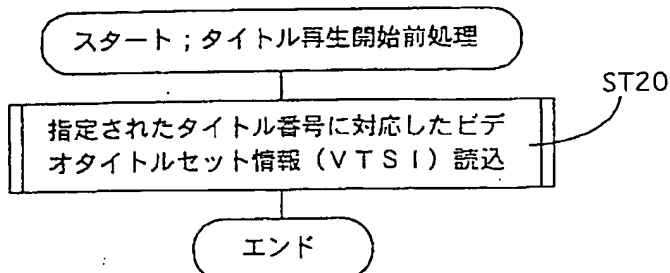 スタート；タイトル再生開始前処理
ST20
指定されたタイトル番号に対応したビデ
オタイトルセット情報（ＶＴＳＩ）読込
エンド